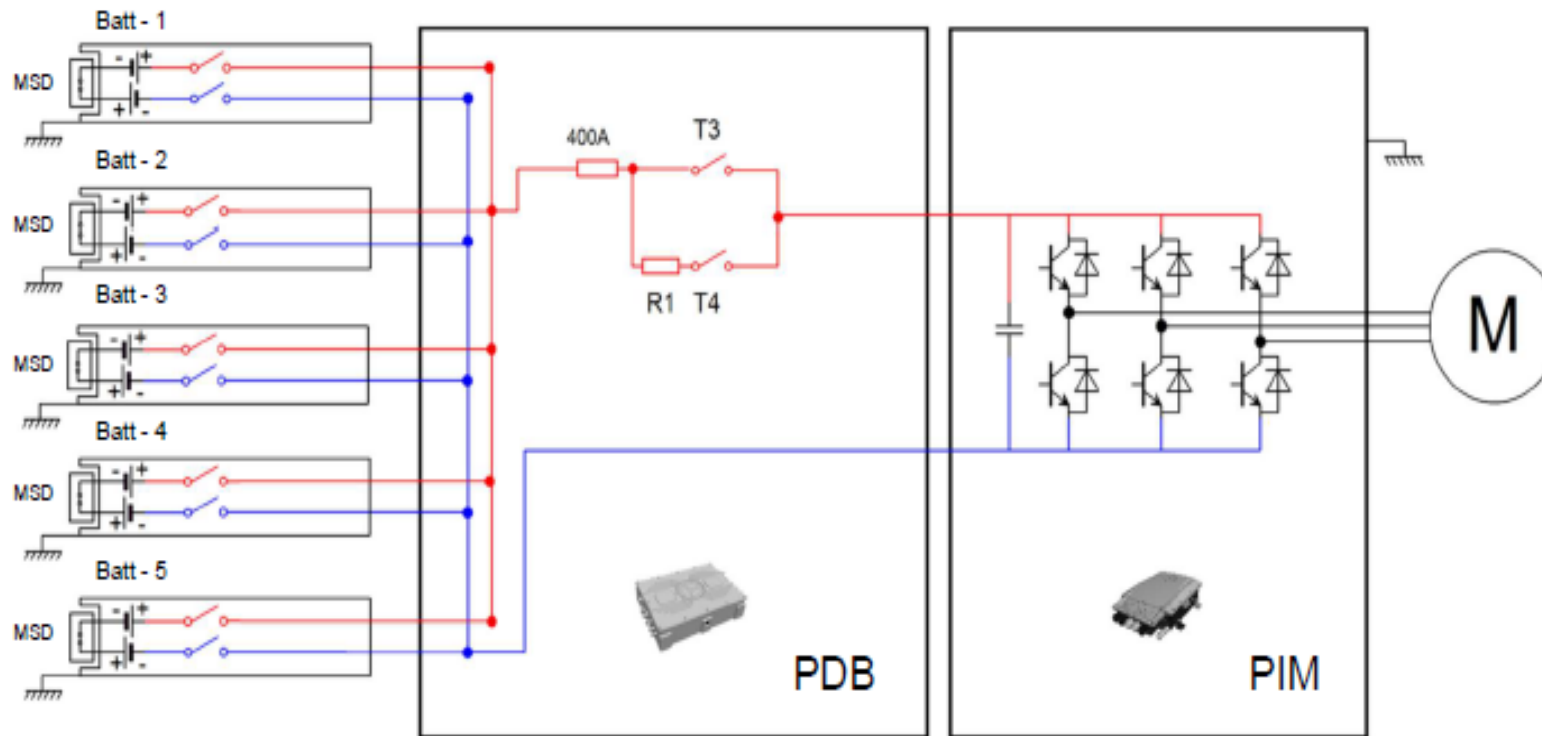 Batt - 1
MSD
- +
+ -
Batt - 2
MSD
- +
+ -
Batt - 3
MSD
- +
+ -
Batt - 4
MSD
- +
+ -
Batt - 5
MSD
- +
+ -
400A
T3
R1 T4
PDB
M
PIM